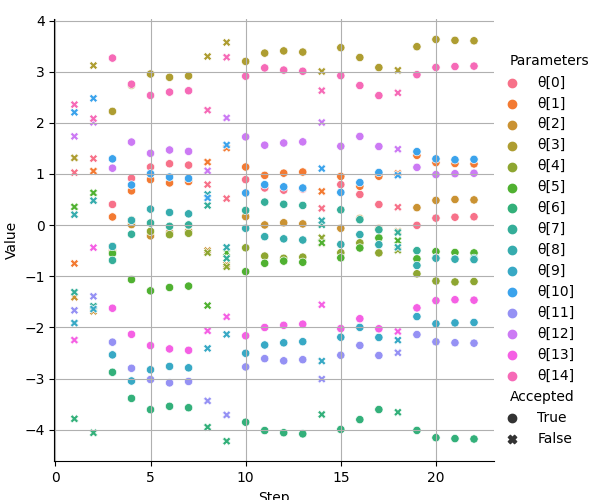 4
3
2
1
0
−1
−2
−3
−4
Value
0
5
10
15
20
Step
Parameters
θ[0]
θ[1]
θ[2]
θ[3]
θ[4]
θ[5]
θ[6]
θ[7]
θ[8]
θ[9]
θ[10]
θ[11]
θ[12]
θ[13]
θ[14]
Accepted
True
False